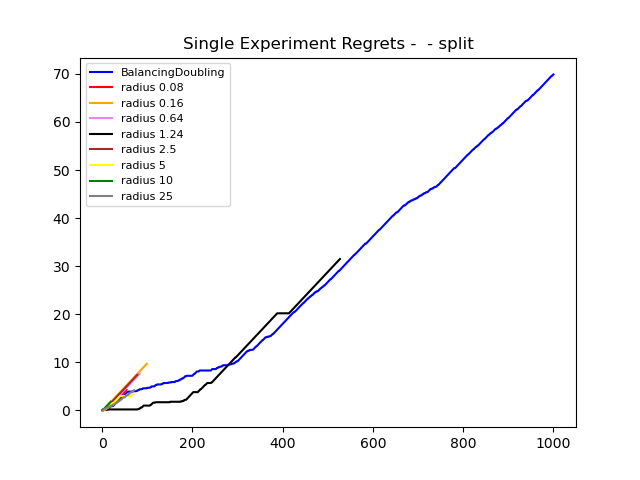 Single Experiment Regrets -  - split
BalancingDoubling
radius 0.08
radius 0.16
radius 0.64
radius 1.24
radius 2.5
radius 5
radius 10
radius 25
70
60
50
40
30
20
10
0
0 200 400 600 800 1000